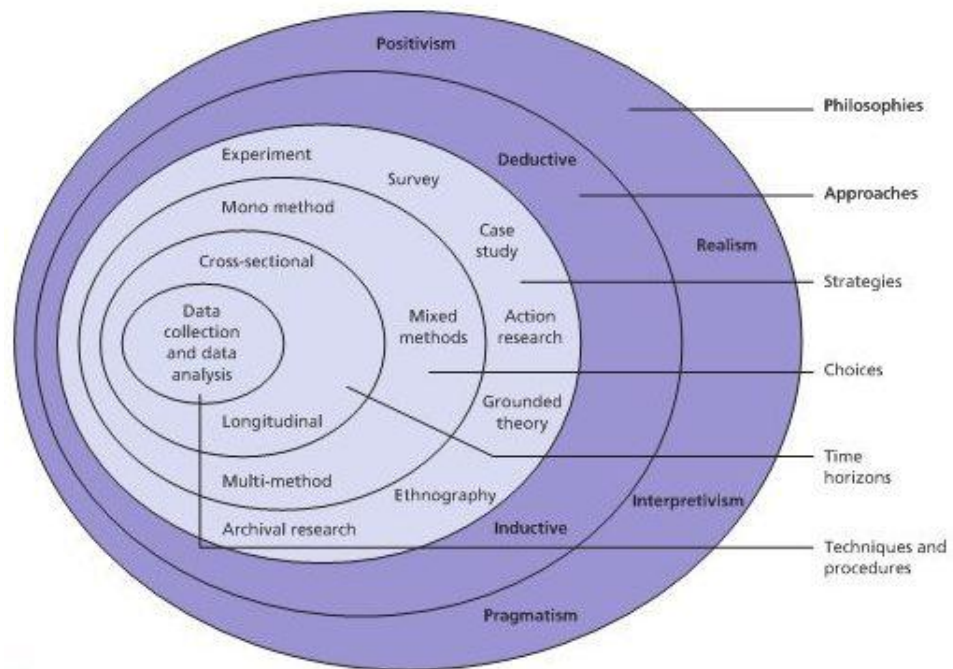 Positivism
Philosophies
Experiment
Deductive
Survey
Approaches
Mono method
Case
study
Realism
Cross-sectional
Strategies
Data
collection
and data
analysis
Mixed
methods
Action
research
Choices
Longitudinal
Grounded
theory
Time
horizons
Multi-method
Ethnography
Interpretivism
Archival research
Inductive
Techniques and
procedures
Pragmatism